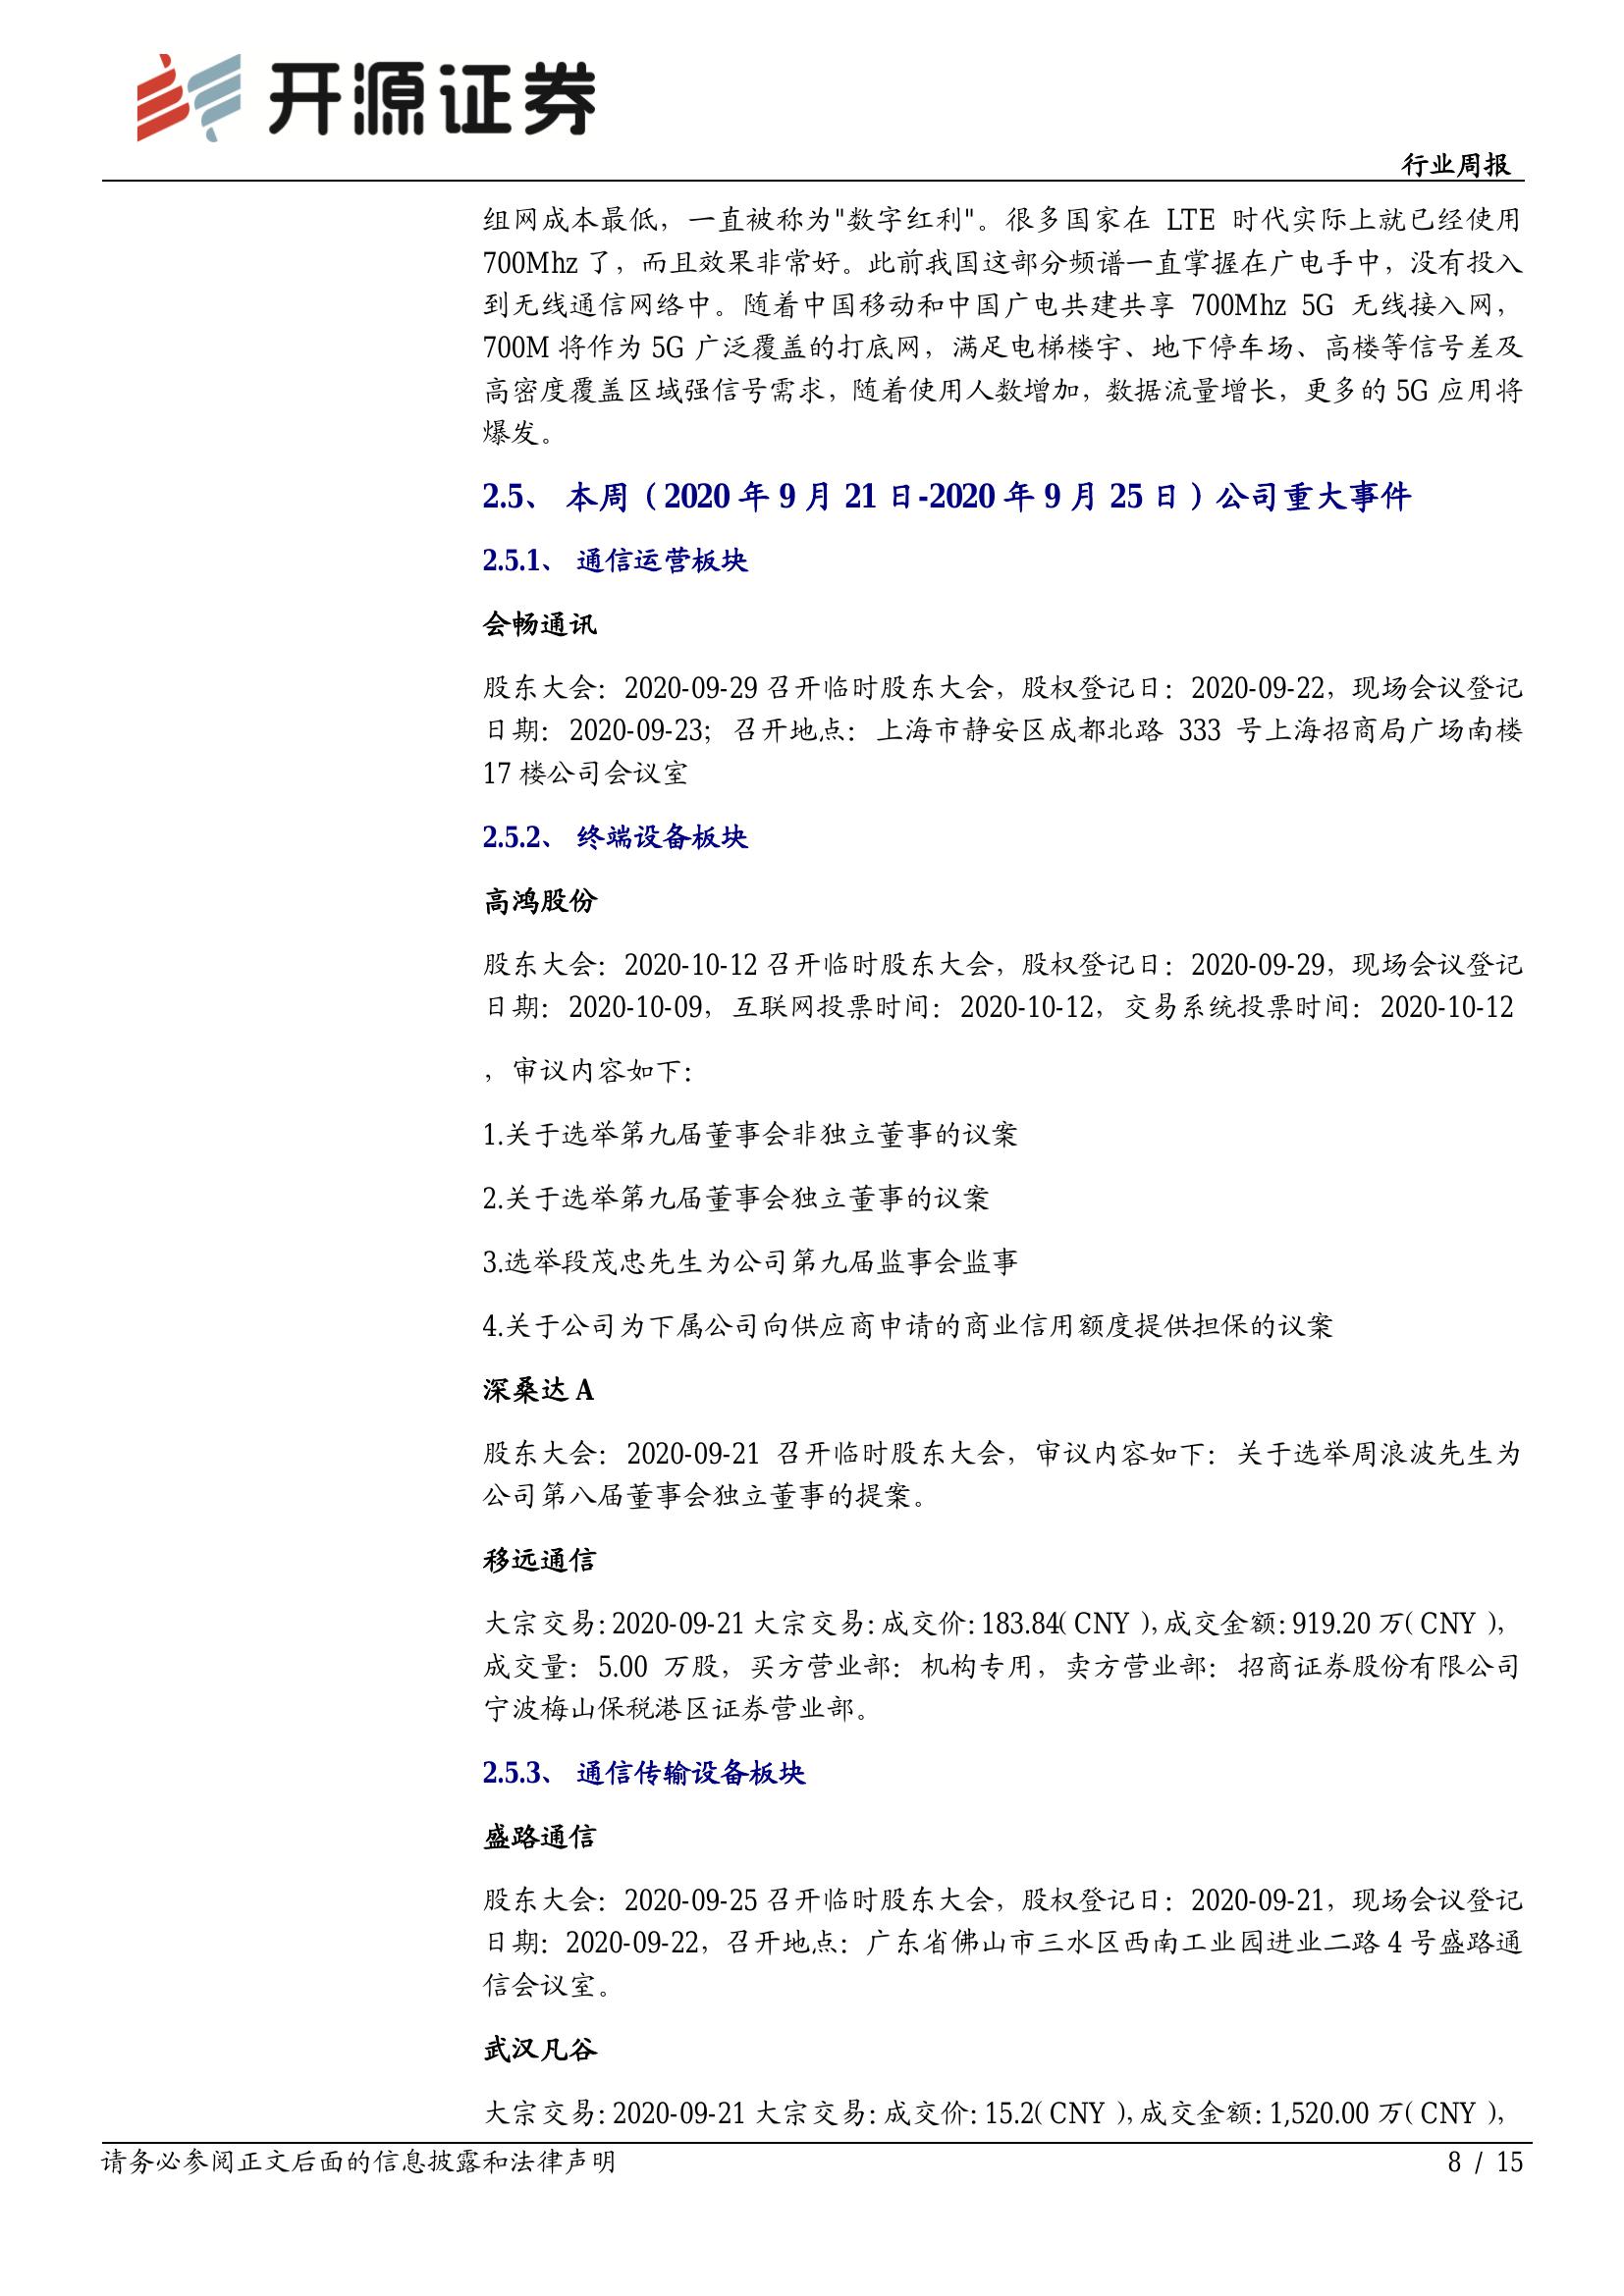 开源证券
行业周报
组网成本最低，一直被称为"数字红利"。很多国家在 LTE 时代实际上就已经使用
700Mhz 了，而且效果非常好。此前我国这部分频谱一直掌握在广电手中，没有投入
到无线通信网络中。随着中国移动和中国广电共建共享 700Mhz 5G 无线接入网，
700M 将作为 5G 广泛覆盖的打底网，满足电梯楼宇、地下停车场、高楼等信号差及
高密度覆盖区域强信号需求，随着使用人数增加，数据流量增长，更多的 5G 应用将
爆发。
2.5、 本周（2020 年 9 月 21 日-2020 年 9 月 25 日）公司重大事件
2.5.1、 通信运营板块
会畅通讯
股东大会：2020-09-29 召开临时股东大会，股权登记日：2020-09-22，现场会议登记
日期：2020-09-23；召开地点：上海市静安区成都北路 333 号上海招商局广场南楼
17 楼公司会议室
2.5.2、 终端设备板块
高鸿股份
股东大会：2020-10-12 召开临时股东大会，股权登记日：2020-09-29，现场会议登记
日期：2020-10-09，互联网投票时间：2020-10-12，交易系统投票时间：2020-10-12
，审议内容如下：
1.关于选举第九届董事会非独立董事的议案
2.关于选举第九届董事会独立董事的议案
3.选举段茂忠先生为公司第九届监事会监事
4.关于公司为下属公司向供应商申请的商业信用额度提供担保的议案
深桑达 A
股东大会：2020-09-21 召开临时股东大会，审议内容如下：关于选举周浪波先生为
公司第八届董事会独立董事的提案。
移远通信
大宗交易：2020-09-21 大宗交易：成交价：183.84（CNY），成交金额：919.20 万（CNY），
成交量：5.00 万股，买方营业部：机构专用，卖方营业部：招商证券股份有限公司
宁波梅山保税港区证券营业部。
2.5.3、 通信传输设备板块
盛路通信
股东大会：2020-09-25 召开临时股东大会，股权登记日：2020-09-21，现场会议登记
日期：2020-09-22，召开地点：广东省佛山市三水区西南工业园进业二路 4 号盛路通
信会议室。
武汉凡谷
大宗交易：2020-09-21 大宗交易：成交价：15.2（CNY），成交金额：1,520.00 万（CNY），
请务必参阅正文后面的信息披露和法律声明
8 / 15